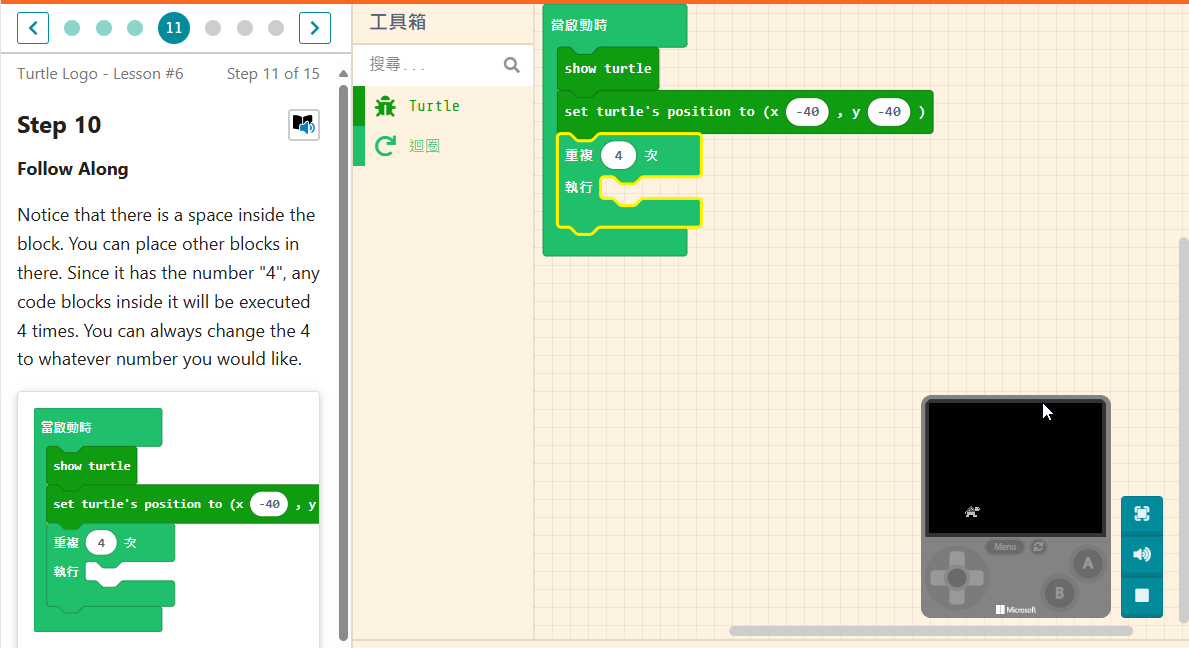 11
Turtle Logo - Lesson #6
Step 11 of 15
Step 10
Follow Along
Notice that there is a space inside the
block. You can place other blocks in
there. Since it has the number "4", any
code blocks inside it will be executed
4 times. You can always change the 4
to whatever number you would like.
當啟動時
show turtle
set turtle's position to (x -40 , y
重複 4 次
執行
工具箱
搜尋...
Turtle
迴圈
當啟動時
show turtle
set turtle's position to (x -40 , y -40 )
重複 4 次
執行
Menu
A
B
Microsoft